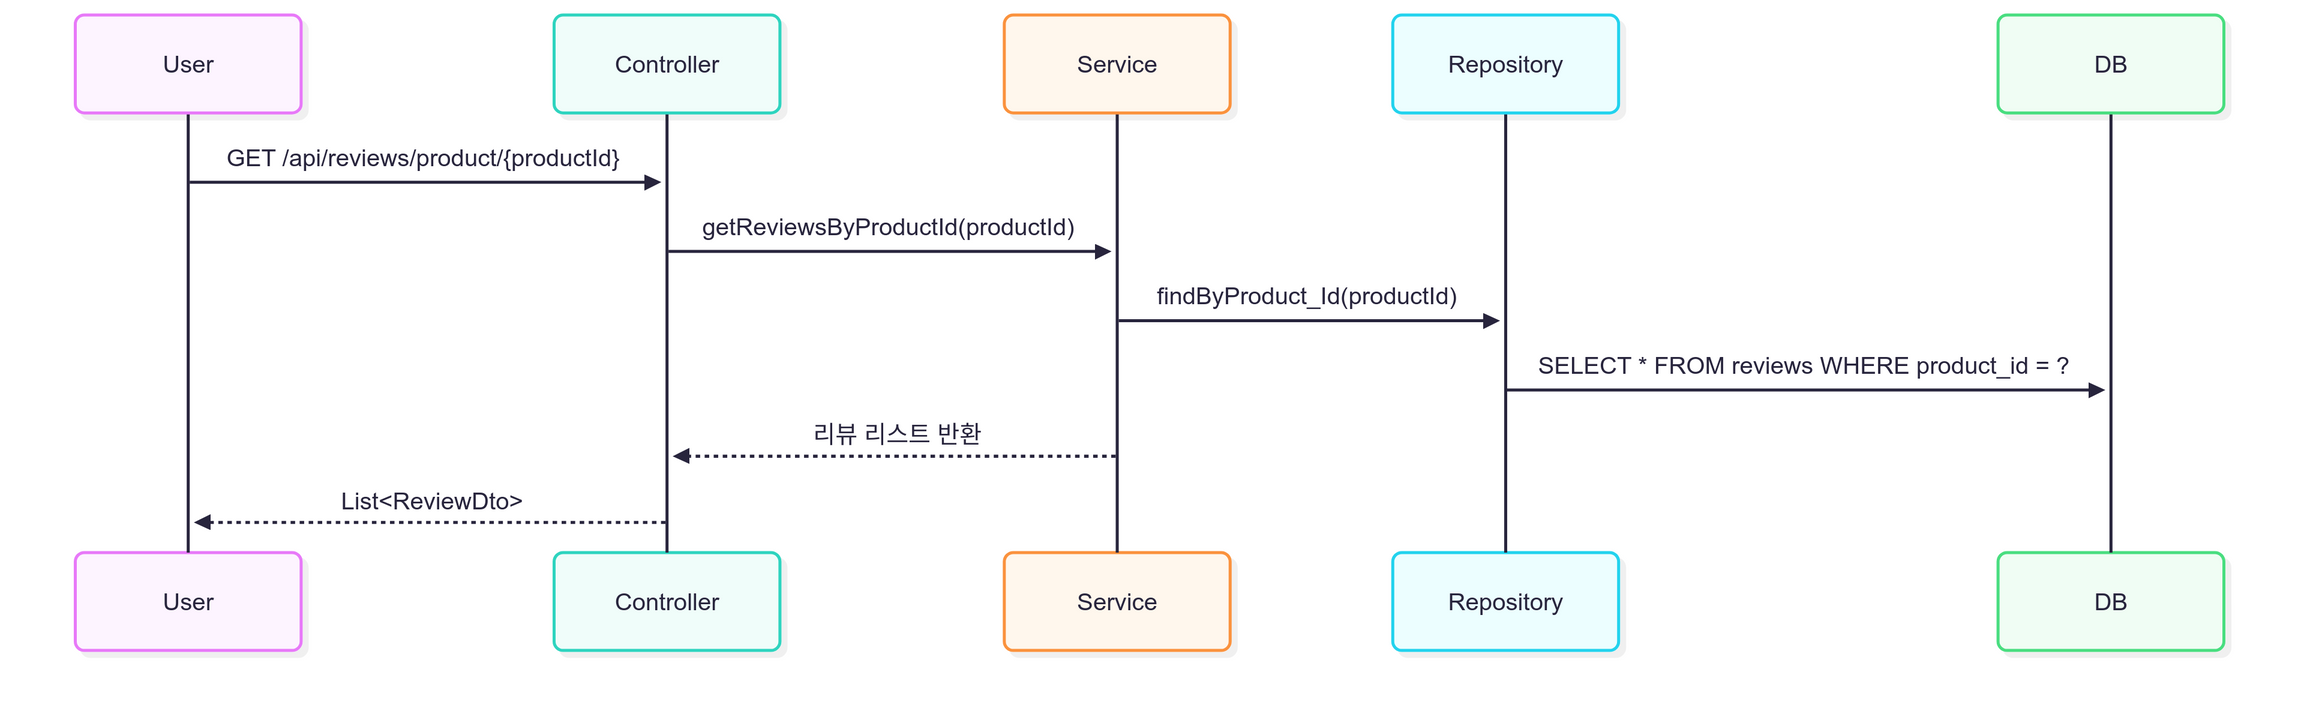 User
Controller
Service
Repository
DB
GET /api/reviews/product/{productId}
getReviewsByProductId(productId)
findByProduct_Id(productId)
SELECT * FROM reviews WHERE product_id = ?
리뷰 리스트 반환
List<ReviewDto>
User
Controller
Service
Repository
DB